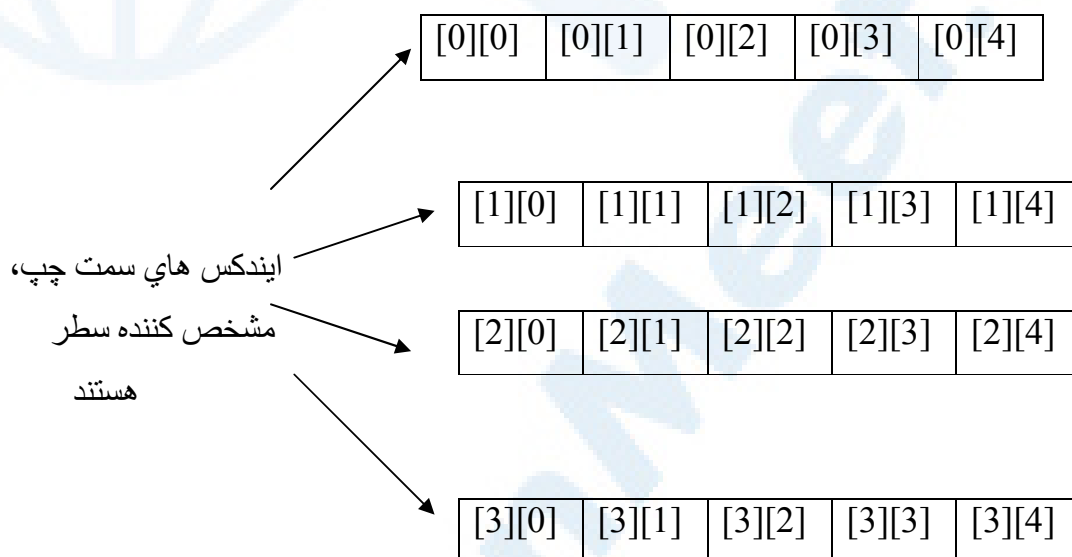 [0][0] [0][1] [0][2] [0][3] [0][4]
[1][0] [1][1] [1][2] [1][3] [1][4]
ايندکس هاي سمت چپ،
مشخص کننده سطر
هستند
[2][0] [2][1] [2][2] [2][3] [2][4]
[3][0] [3][1] [3][2] [3][3] [3][4]